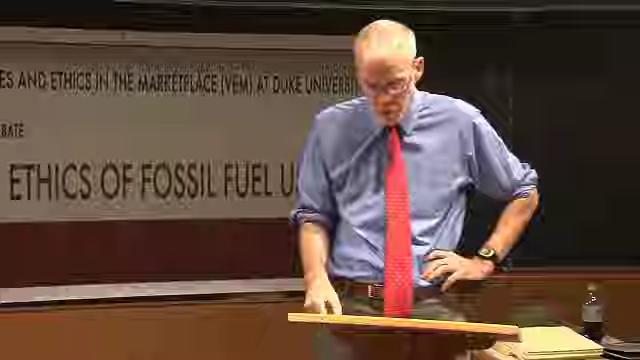 ES AND ETHICS IN THE MARKETPLACE (VEM) AT DUKE UNIVERSI
BATE
ETHICS OF FOSSIL FUEL U